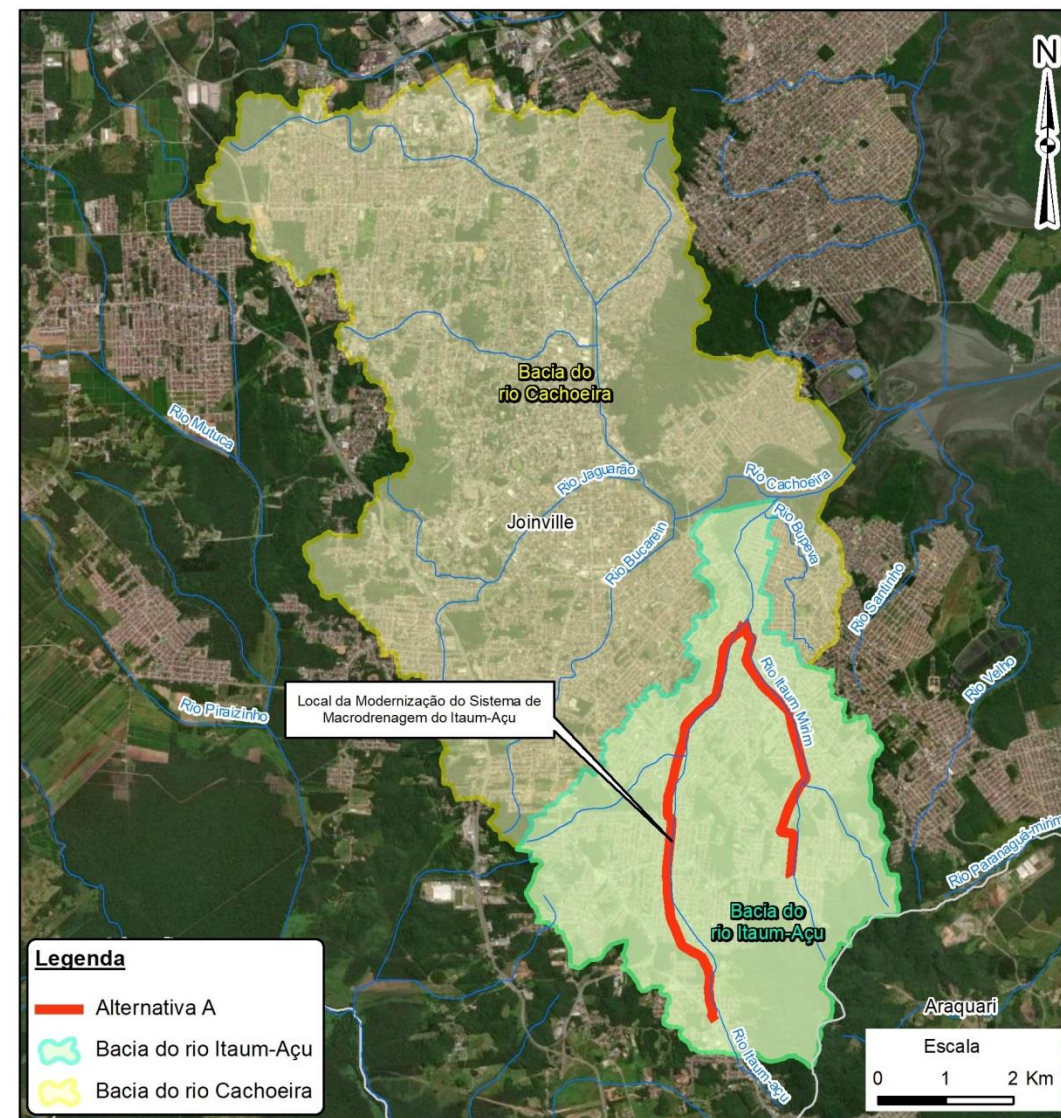 N
Bacia do
rio Cachoeira
Rio Mutuca
Rio Jaguarão
Rio Cachoeira
Joinville
Rio Bucarein
Rio Bupeva
Rio Santinho
Rio Itaum Mirim
Rio Velho
Local da Modernização do Sistema de
Macrodrenagem do Itaum-Açu
Rio Piraizinho
Rio Paranaguá-mirim
Bacia do
rio Itaum-Açu
Araquari
Rio Itaum-açu
Legenda
Alternativa A
Bacia do rio Itaum-Açu
Bacia do rio Cachoeira
Escala
0 1 2 Km